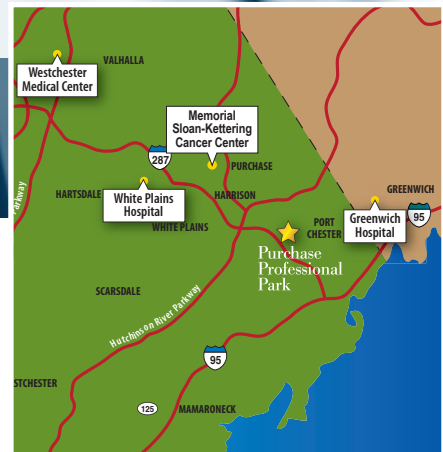 VALHALLA
Westchester
Medical Center
Memorial
Sloan-Kettering
Cancer Center
287
PURCHASE
HARTSDALE
White Plains
Hospital
HARRISON
GREENWICH
Parkway
WHITE PLAINS
PORT
CHESTER
Greenwich
Hospital
95
Purchase
Professional
Park
SCARSDALE
Hutchinson River Parkway
95
STCHESTER
125
MAMARONECK